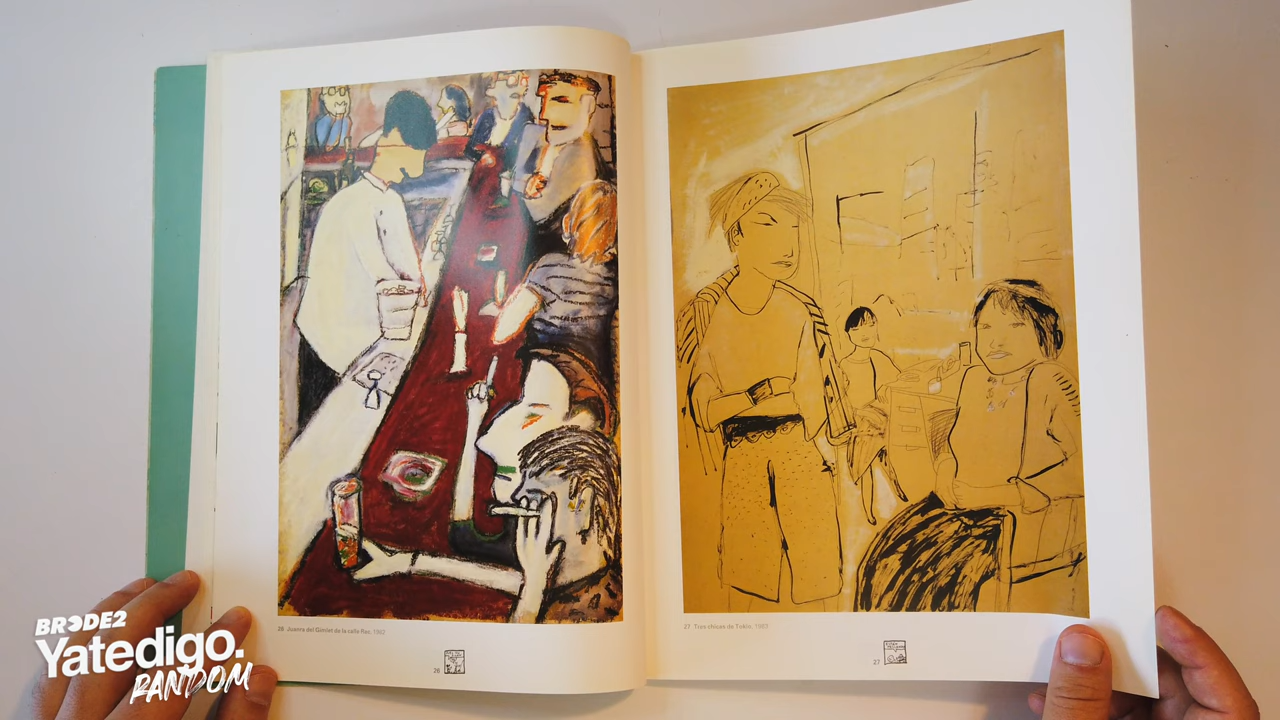 26 Juanra del Gimlet de la calle Rec, 1982
26
27 Tres chicas de Tokio, 1983
27
BRODE2
Yatedigo.
RANDOM